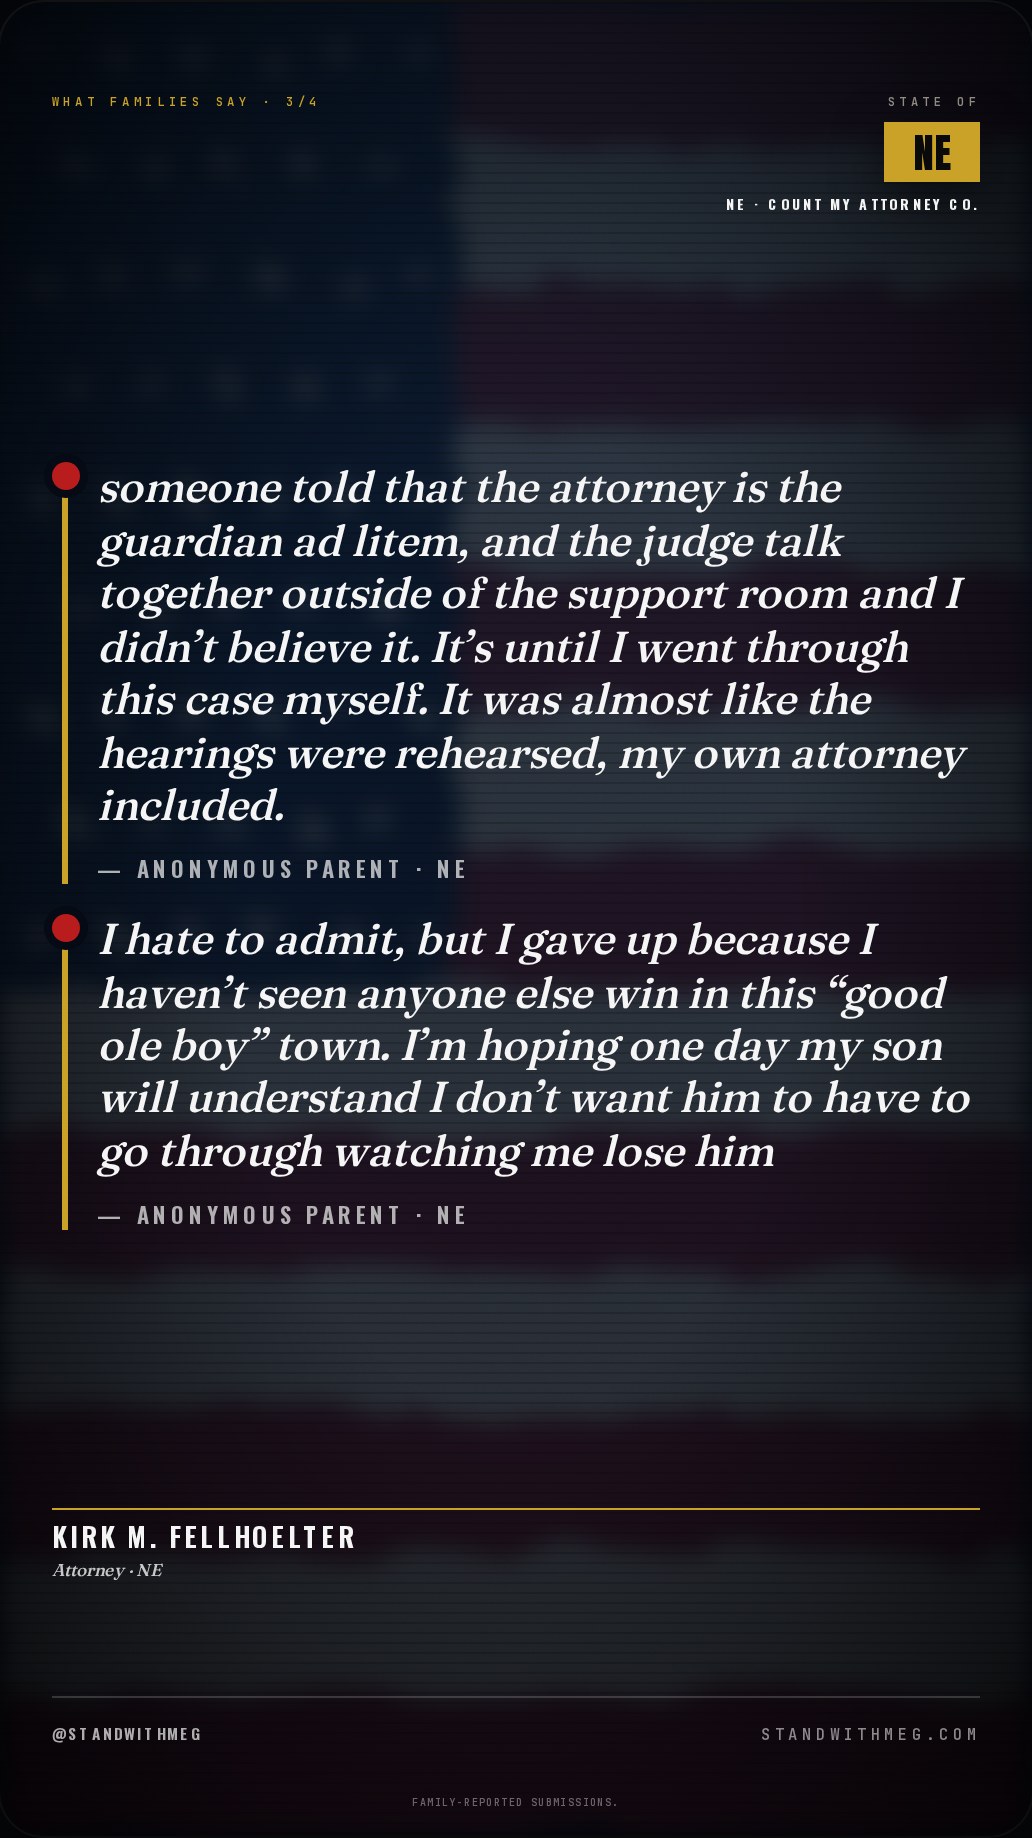 WHAT FAMILIES SAY · 3/4
STATE OF
NE
NE · COUNT MY ATTORNEY CO.
someone told that the attorney is the
guardian ad litem, and the judge talk
together outside of the support room and I
didn’t believe it. It’s until I went through
this case myself. It was almost like the
hearings were rehearsed, my own attorney
included.
— ANONYMOUS PARENT · NE
I hate to admit, but I gave up because I
haven’t seen anyone else win in this “good
ole boy” town. I’m hoping one day my son
will understand I don’t want him to have to
go through watching me lose him
— ANONYMOUS PARENT · NE
KIRK M. FELLHOELTER
Attorney · NE
@STANDWITHMEG
STANDWITHMEG.COM
FAMILY-REPORTED SUBMISSIONS.